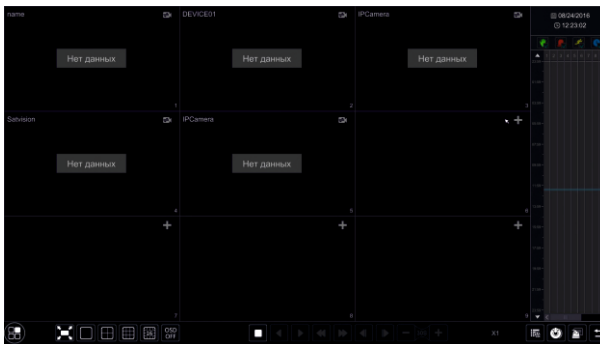 name
DEVICE01
IPCamera
08/24/2016
12:23:02
Нет данных
Нет данных
Нет данных
1
2
3
Satvision
IPCamera
Нет данных
Нет данных
4
5
6
7
8
9
OSD
OFF
X1